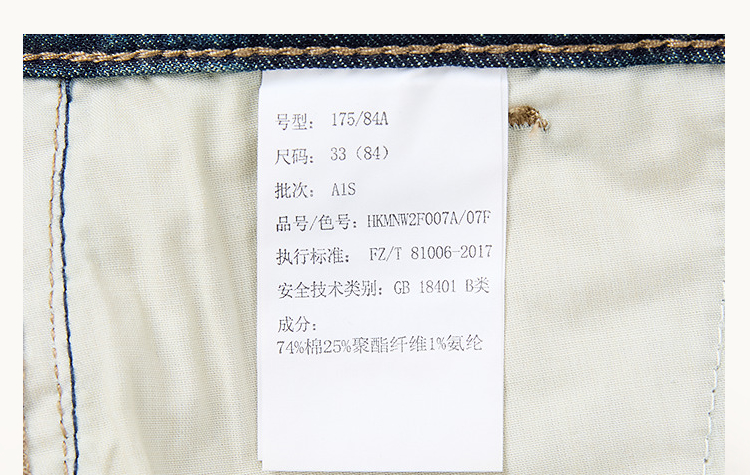 号型： 175/84A
尺码： 33（84）
批次： A1S
品号/色号：HKMNW2F007A/07F
执行标准： FZ/T 81006-2017
安全技术类别：GB 18401 B类
成分：
74%棉25%聚酯纤维1%氨纶